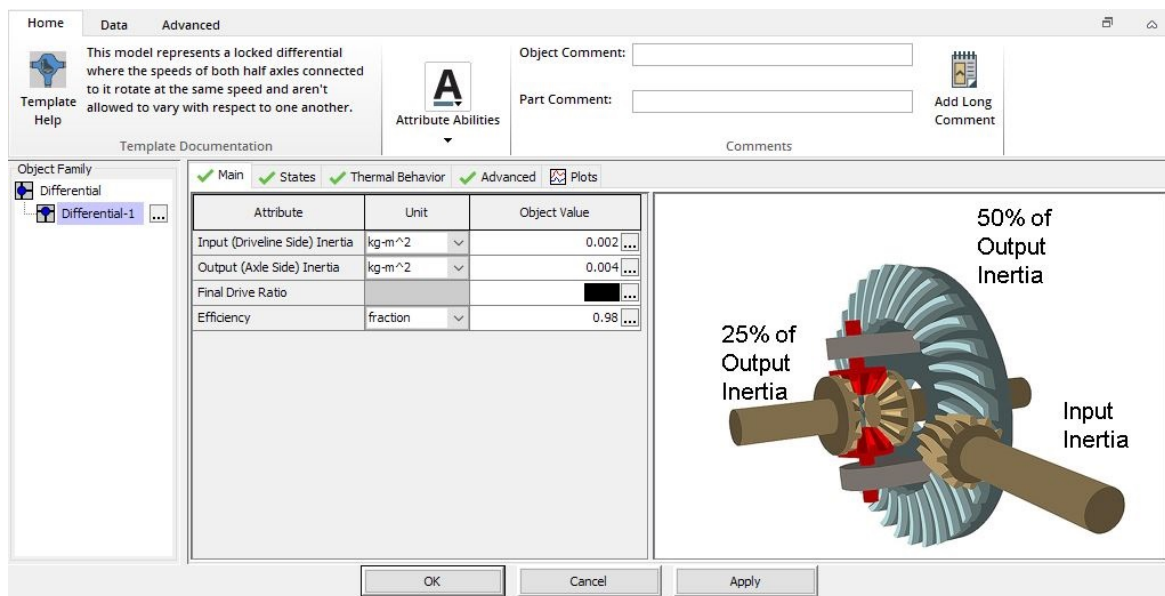 Home Data Advanced
Template Help
This model represents a locked differential
where the speeds of both half axles connected
to it rotate at the same speed and aren't
allowed to vary with respect to one another.
Template Documentation
A
Attribute Abilities
Object Comment:
Part Comment:
Add Long
Comment
Comments
Object Family
Differential
Differential-1 ...
Main States Thermal Behavior Advanced Plots
Attribute Unit Object Value
Input (Driveline Side) Inertia kg-m^2 0.002 ...
Output (Axle Side) Inertia kg-m^2 0.004 ...
Final Drive Ratio ...
Efficiency fraction 0.98 ...
50% of
Output
Inertia
25% of
Output
Inertia
Input
Inertia
OK Cancel Apply